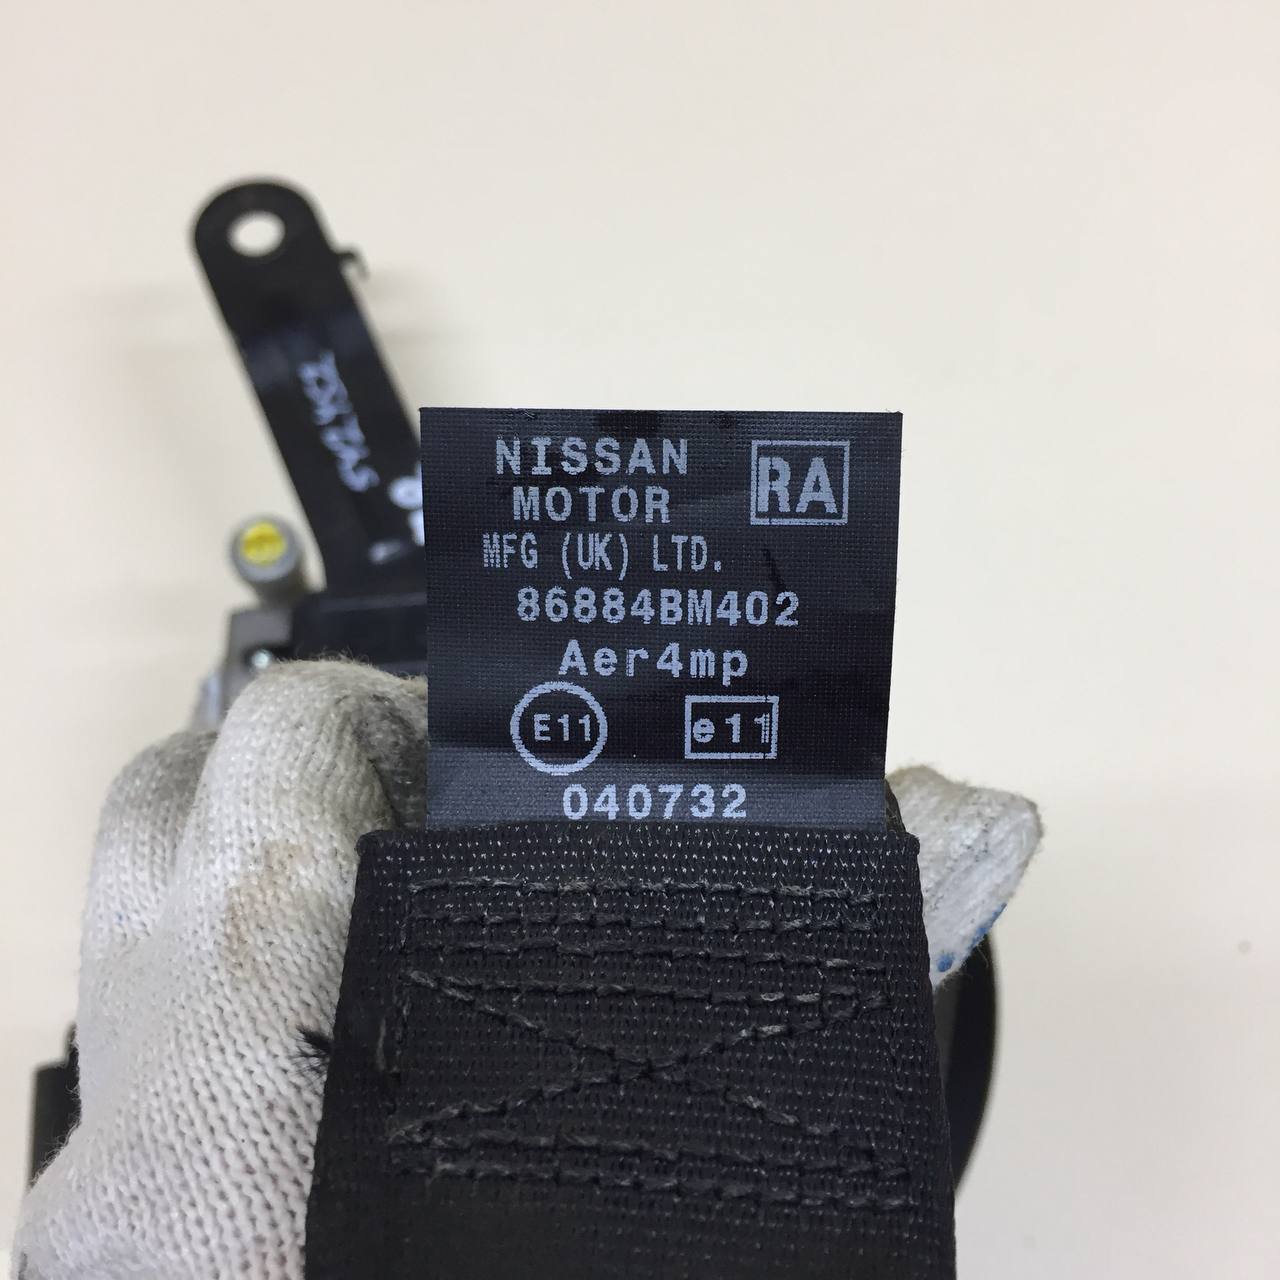 NISSAN
MOTOR
RA
MFG (UK) LTD.
86884BM402
Aer4mp
E11
e11
040732